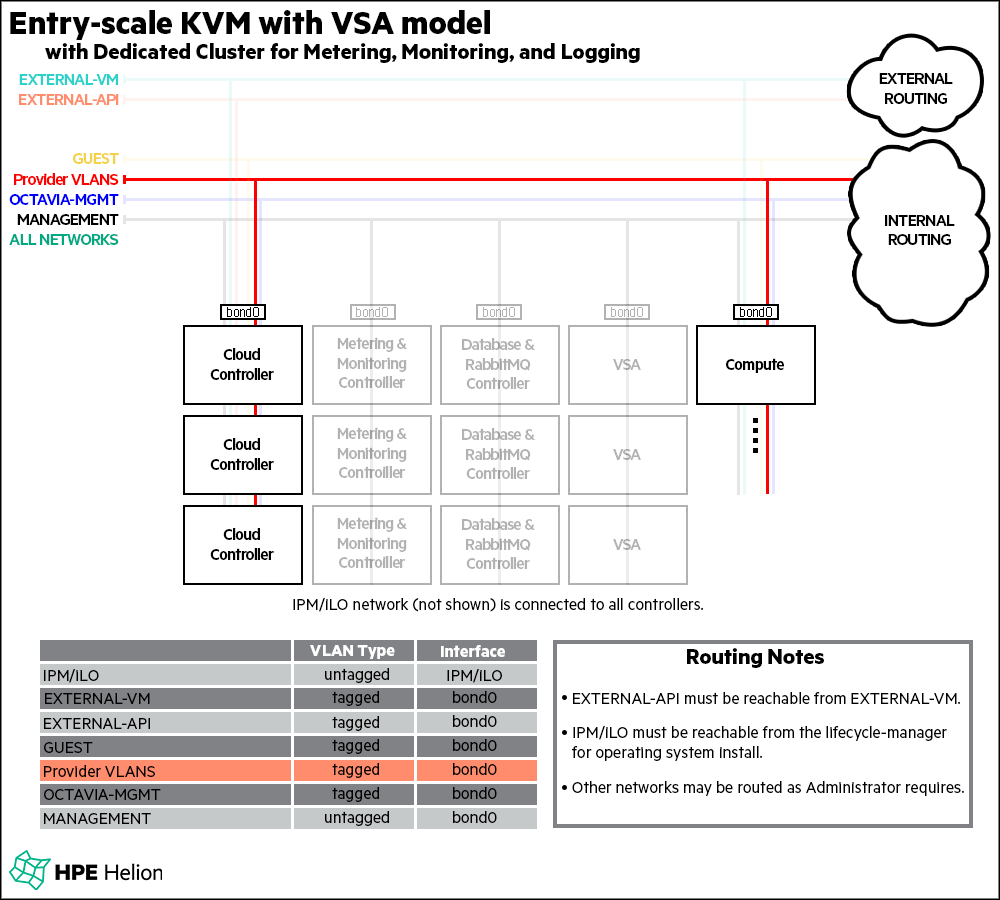 Entry-scale KVM with VSA model
with Dedicated Cluster for Metering, Monitoring, and Logging
EXTERNAL-VM
EXTERNAL-API
EXTERNAL
ROUTING
GUEST
Provider VLANS
OCTAVIA-MGMT
MANAGEMENT
ALL NETWORKS
INTERNAL
ROUTING
bond0
bond0
bond0
bond0
bond0
Cloud
Controller
Metering &
Monitoring
Controiller
Database &
RabbitMQ
Controller
VSA
Compute
Cloud
Controller
Metering &
Monitoring
Controiller
Database &
RabbitMQ
Controller
VSA
Cloud
Controller
Metering &
Monitoring
Controiller
Database &
RabbitMQ
Controller
VSA
IPM/ILO network (not shown) is connected to all controllers.
VLAN Type Interface
IPM/ILO untagged IPM/ILO
EXTERNAL-VM tagged bond0
EXTERNAL-API tagged bond0
GUEST tagged bond0
Provider VLANS tagged bond0
OCTAVIA-MGMT tagged bond0
MANAGEMENT untagged bond0
Routing Notes
• EXTERNAL-API must be reachable from EXTERNAL-VM.
• IPM/ILO must be reachable from the lifecycle-manager
for operating system install.
• Other networks may be routed as Administrator requires.
HPE Helion